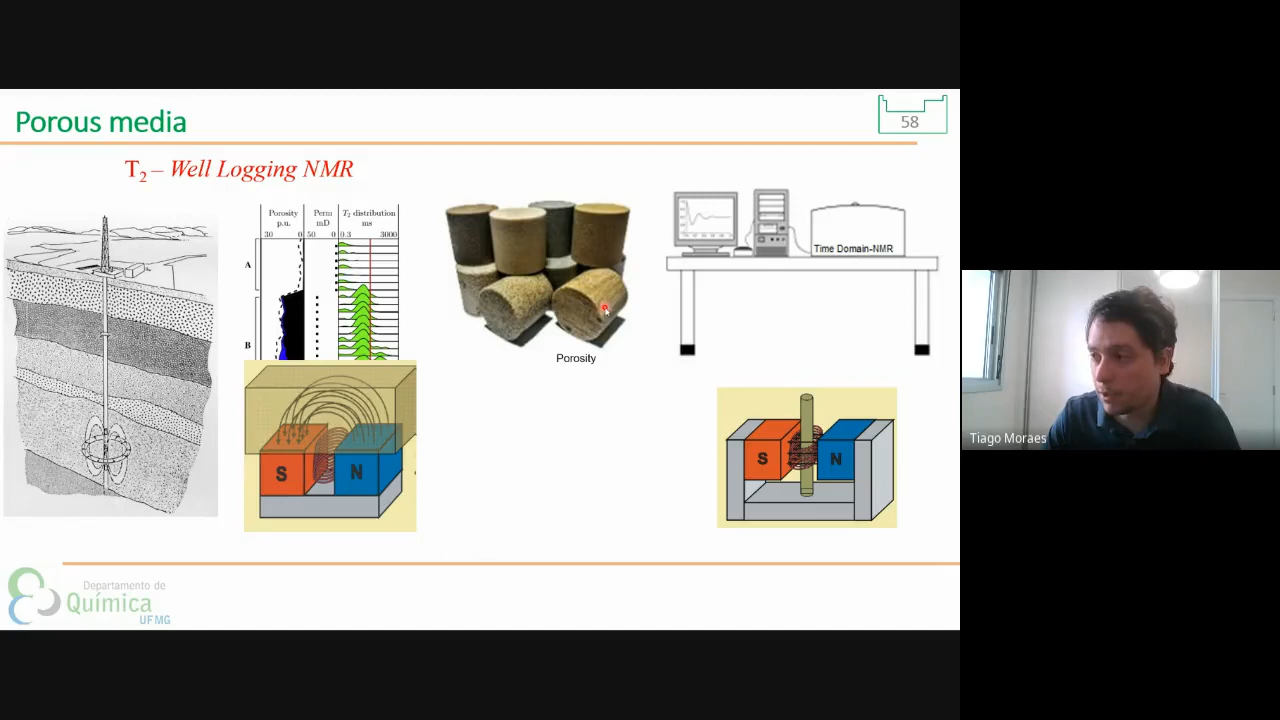 Porous media
58
T2 – Well Logging NMR
Porosity Perm T2 distribution
p.u. mD ms
30 0 50 0 0.3 3000
A
B
S N
Porosity
Time Domain-NMR
S N
Departamento de
Química
UFMG
Tiago Moraes